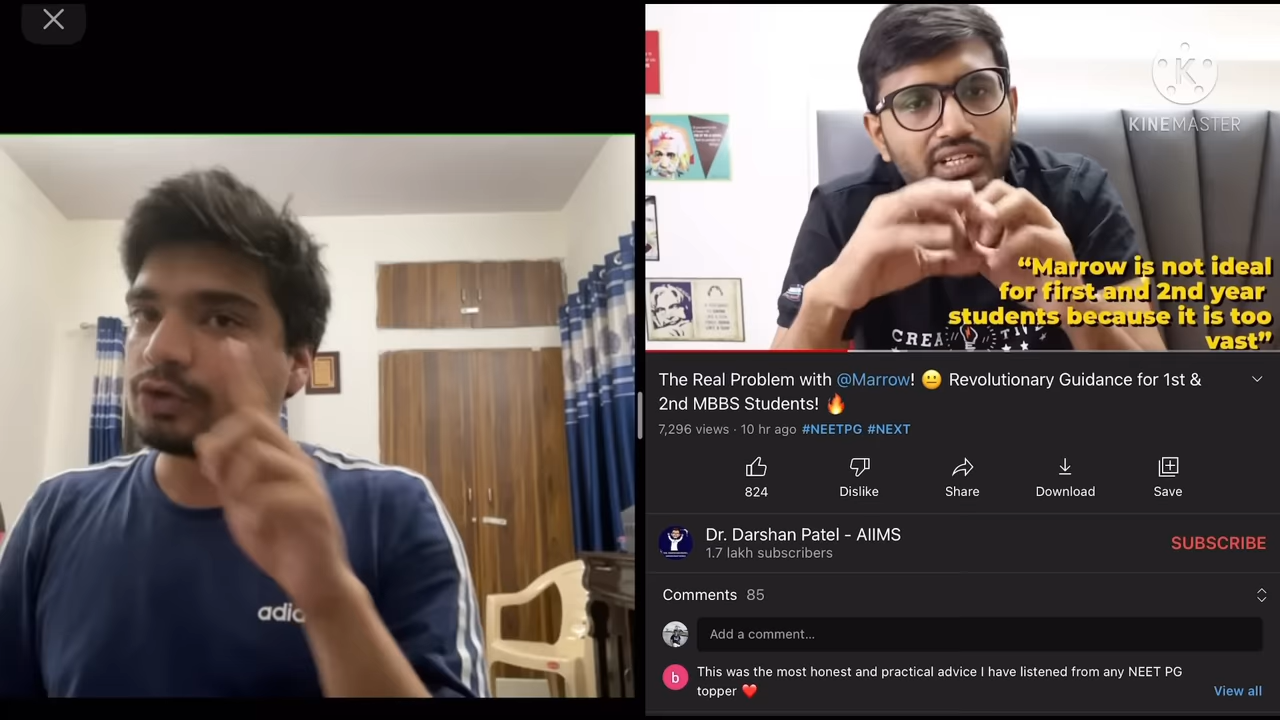 adid
K
KINEMASTER
“Marrow is not ideal
for first and 2nd year
students because it is too
vast”
CREA TIVE
The Real Problem with @Marrow! 😐 Revolutionary Guidance for 1st &
2nd MBBS Students! 🔥
7,296 views · 10 hr ago #NEETPG #NEXT
824 Dislike Share Download Save
Dr. Darshan Patel - AIIMS
1.7 lakh subscribers
SUBSCRIBE
Comments 85
Add a comment...
b
This was the most honest and practical advice I have listened from any NEET PG
topper ❤️
View all